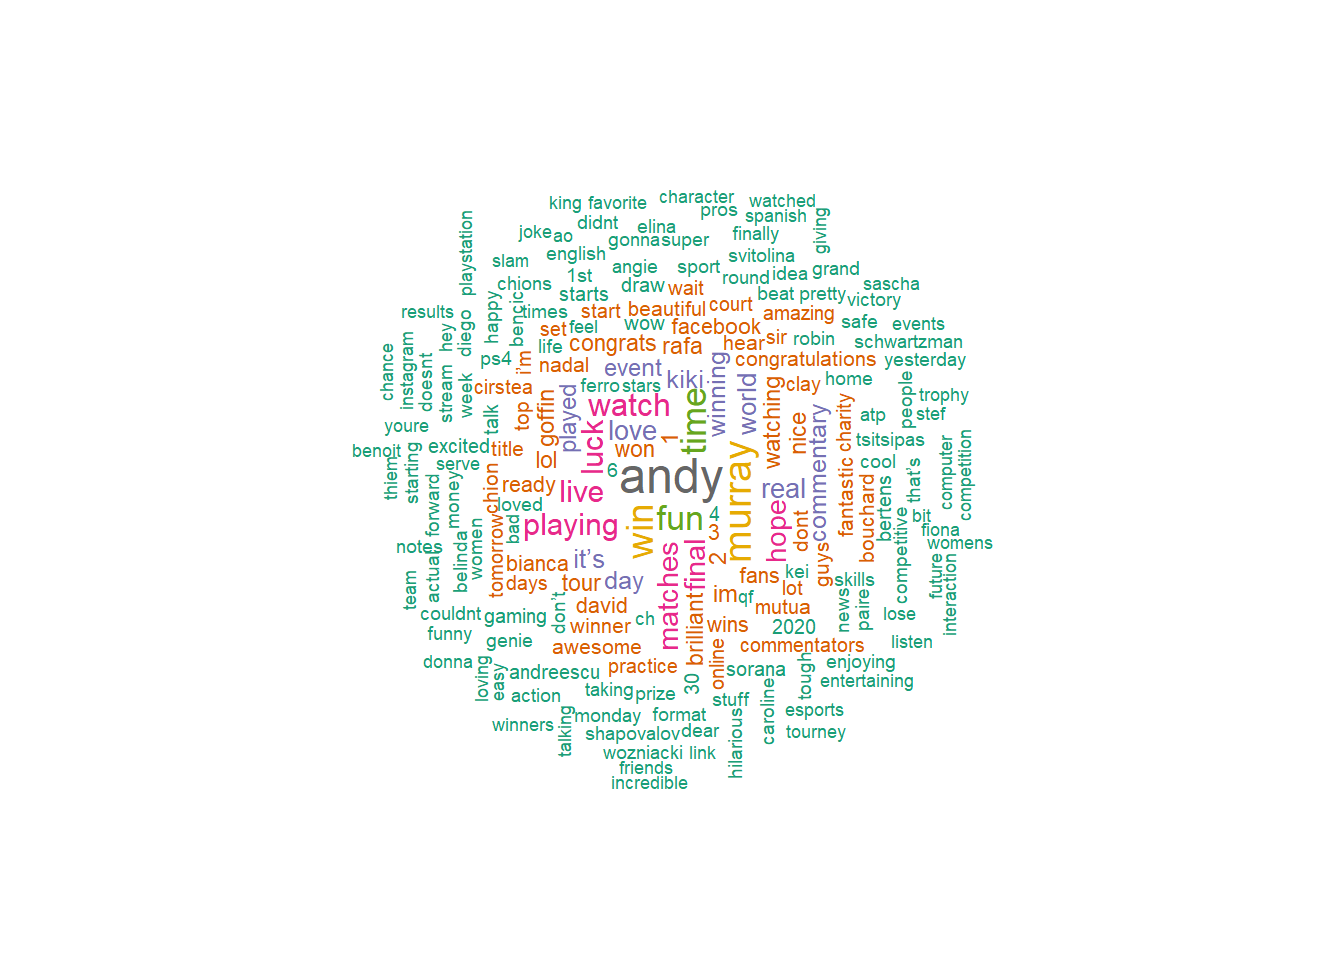 king favorite
character
watched
pros
spanish
giving
didnt
elina
joke
ao
gonna
super
finally
playstation
english
svitolina
slam
angie
sport
round
idea
grand
chions
1st
draw
wait
sascha
starts
beat
pretty
victory
results
happy
bencic
times
start
beautiful
court
amazing
set
feel
wow
facebook
safe
events
diego
hey
life
congrats
rafa
hear
sir
robin
schwartzman
chance
instagram
doesnt
stream
week
ps4
i'm
nadal
event
kiki
winning
congratulations
yesterday
cirstea
ferro
stars
world
clay
home
people
trophy
talk
top
goffin
played
watch
time
watching
nice
commentary
charity
atp
stef
youre
luck
love
1
tsitsipas
benoit
excited
title
lol
won
murray
fantastic
cool
that's
computer
competition
thiem
starting
serve
6
andy
real
bertens
forward
money
chion
ready
live
loved
hope
dont
bouchard
bit
competitive
fiona
womens
bad
playing
win
fun
4
3
notes
actual
belinda
women
tomorrow
it's
matches
final
2
guys
future
interaction
team
bianca
days
tour
day
fans
kei
lot
skills
news
paire
lose
couldnt
gaming
don't
david
ch
brilliant
im
qf
mutua
funny
genie
winner
wins
2020
listen
awesome
commentators
donna
loving
easy
andreescu
practice
online
sorana
tough
enjoying
action
taking
prize
30
stuff
entertaining
winners
talking
monday
format
hilarious
caroline
esports
shapovalov
dear
tourney
wozniacki
link
friends
incredible